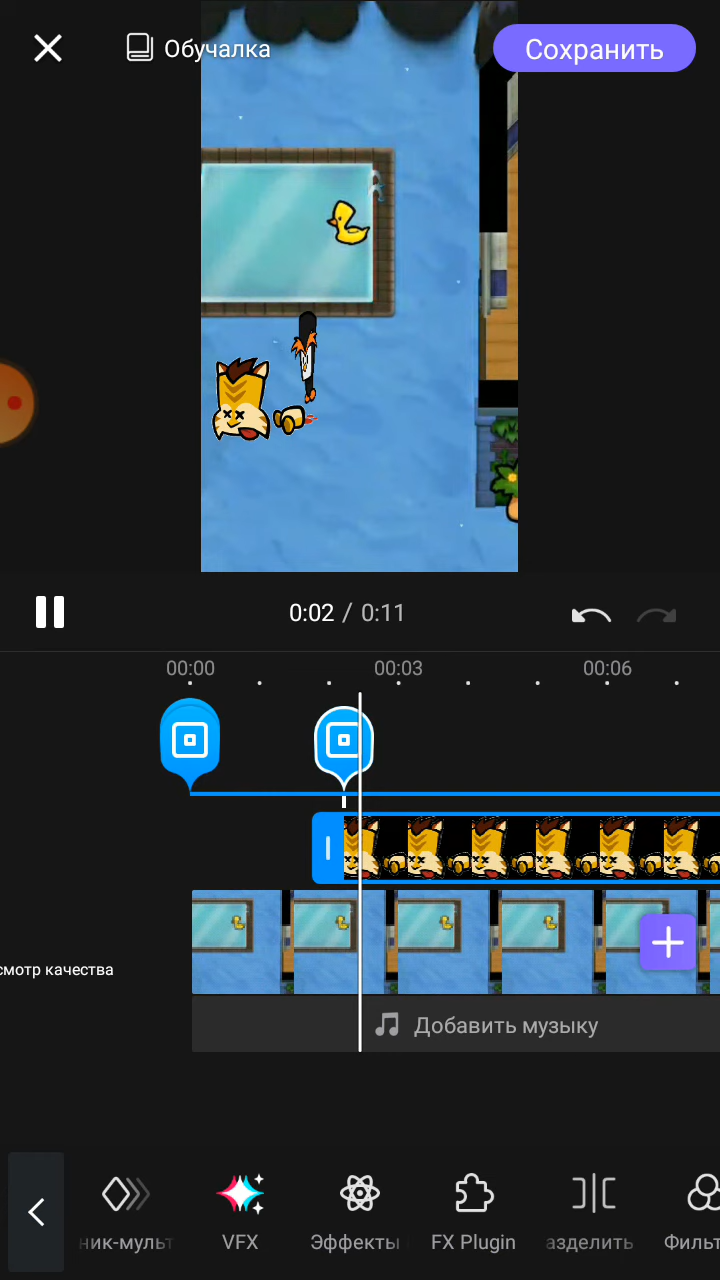 Обучалка
Сохранить
0:02 / 0:11
00:00
00:03
00:06
смотр качества
Добавить музыку
ник-мульт
VFX
Эффекты
FX Plugin
азделить
Фильт